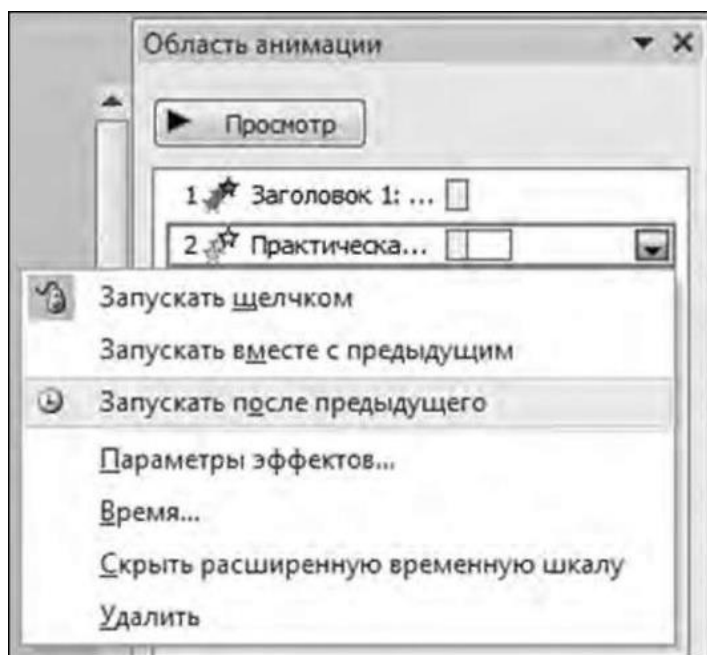 Область анимации
Просмотр
1 Заголовок 1: ...
2 Практическа...
Запускать щелчком
Запускать вместе с предыдущим
Запускать после предыдущего
Параметры эффектов...
Время...
Скрыть расширенную временную шкалу
Удалить